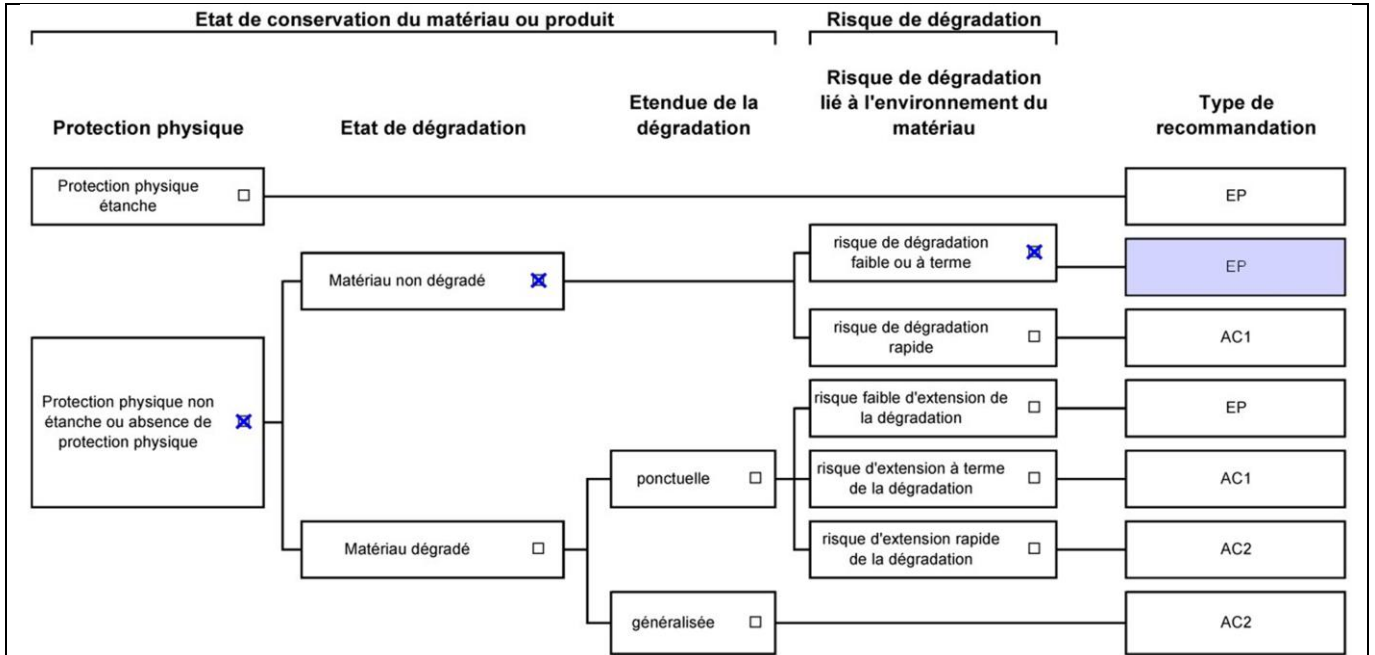 Etat de conservation du matériau ou produit
Risque de dégradation
Protection physique
Etat de dégradation
Etendue de la
dégradation
Risque de dégradation
lié à l'environnement du
matériau
Type de
recommandation
Protection physique
étanche
EP
risque de dégradation
faible ou à terme
EP
Matériau non dégradé
risque de dégradation
rapide
AC1
Protection physique non
étanche ou absence de
protection physique
risque faible d'extension de
la dégradation
EP
ponctuelle
risque d'extension à terme
de la dégradation
AC1
Matériau dégradé
risque d'extension rapide
de la dégradation
AC2
généralisée
AC2